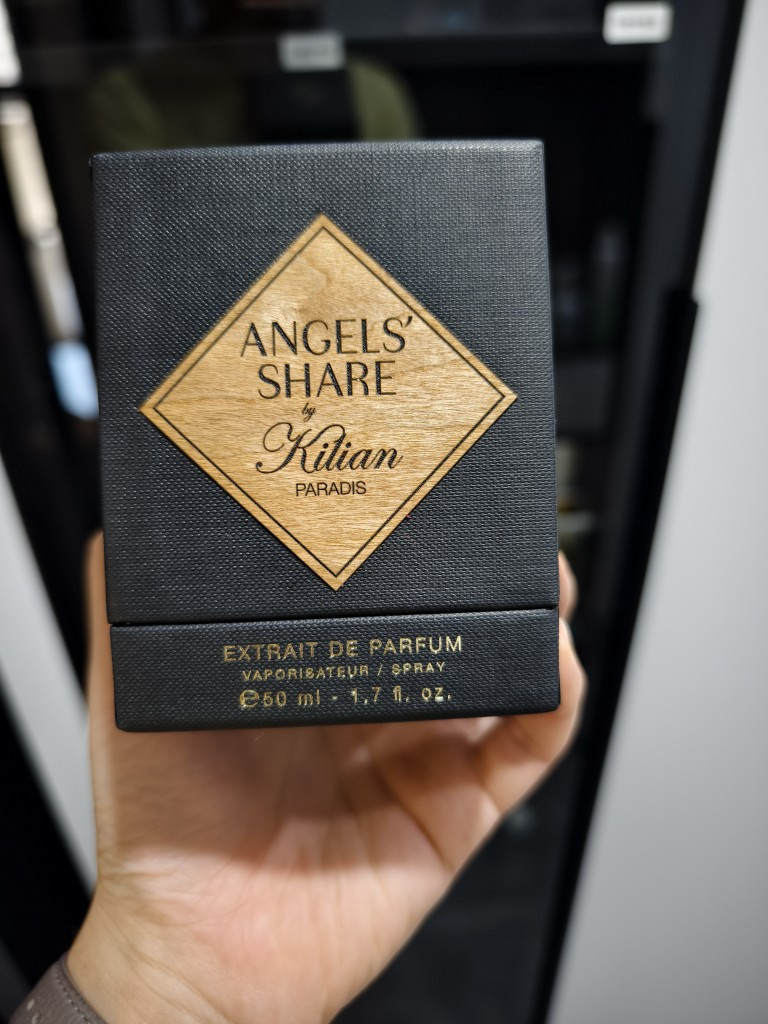 ANGELS'
SHARE
by
Kilian
PARADIS
EXTRAIT DE PARFUM
VAPORISATEUR / SPRAY
℮50 ml - 1,7 fl. oz.